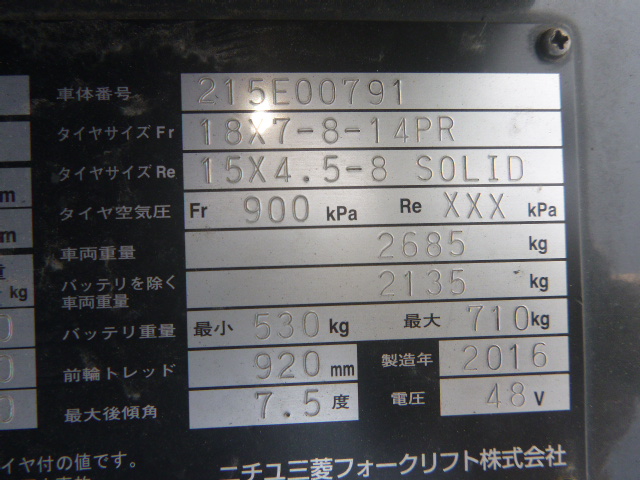 車体番号 215E00791
タイヤサイズ Fr 18X7-8-14PR
タイヤサイズ Re 15X4.5-8 SOLID
m
タイヤ空気圧 Fr 900 kPa Re XXX kPa
m
車両重量 2685 kg
重
kg
バッテリを除く
車両重量 2135 kg
0
バッテリ重量 最小 530 kg 最大 710 kg
0
前輪トレッド 920 mm 製造年 2016
0
最大後傾角 7.5 度 電圧 48 V
イヤ付の値です。
ニチユ三菱フォークリフト株式会社